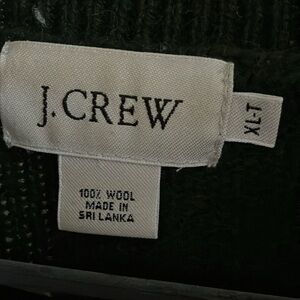 J.CREW
XL-T
100% WOOL
MADE IN
SRI LANKA